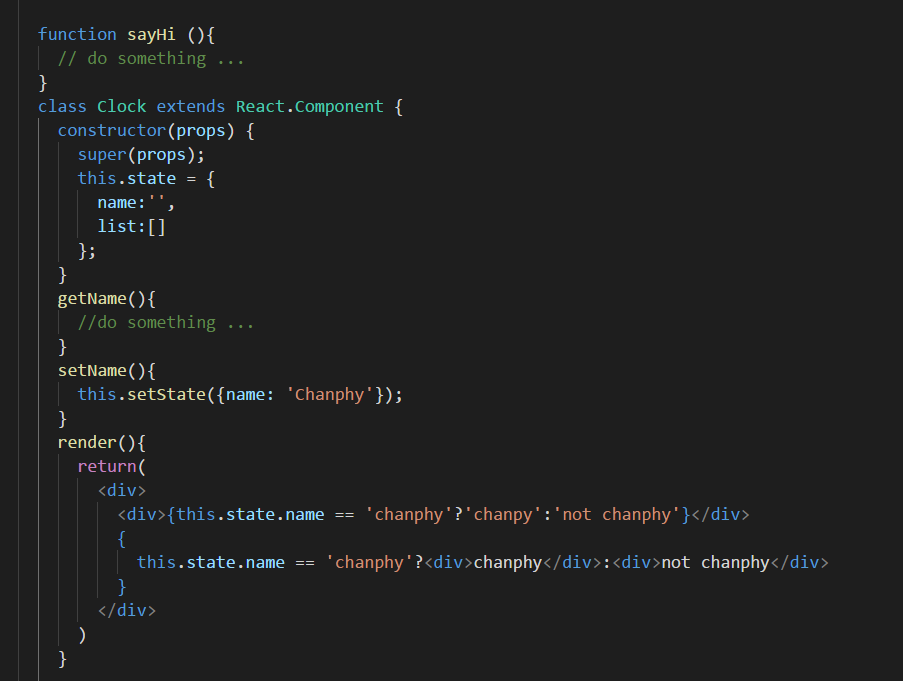 function sayHi (){
  // do something ...
}
class Clock extends React.Component {
  constructor(props) {
    super(props);
    this.state = {
      name:'',
      list:[]
    };
  }
  getName(){
    //do something ...
  }
  setName(){
    this.setState({name: 'Chanphy'});
  }
  render(){
    return(
      <div>
        <div>{this.state.name == 'chanphy'?'chanpy':'not chanphy'}</div>
        {
          this.state.name == 'chanphy'?<div>chanphy</div>:<div>not chanphy</div>
        }
      </div>
    )
  }